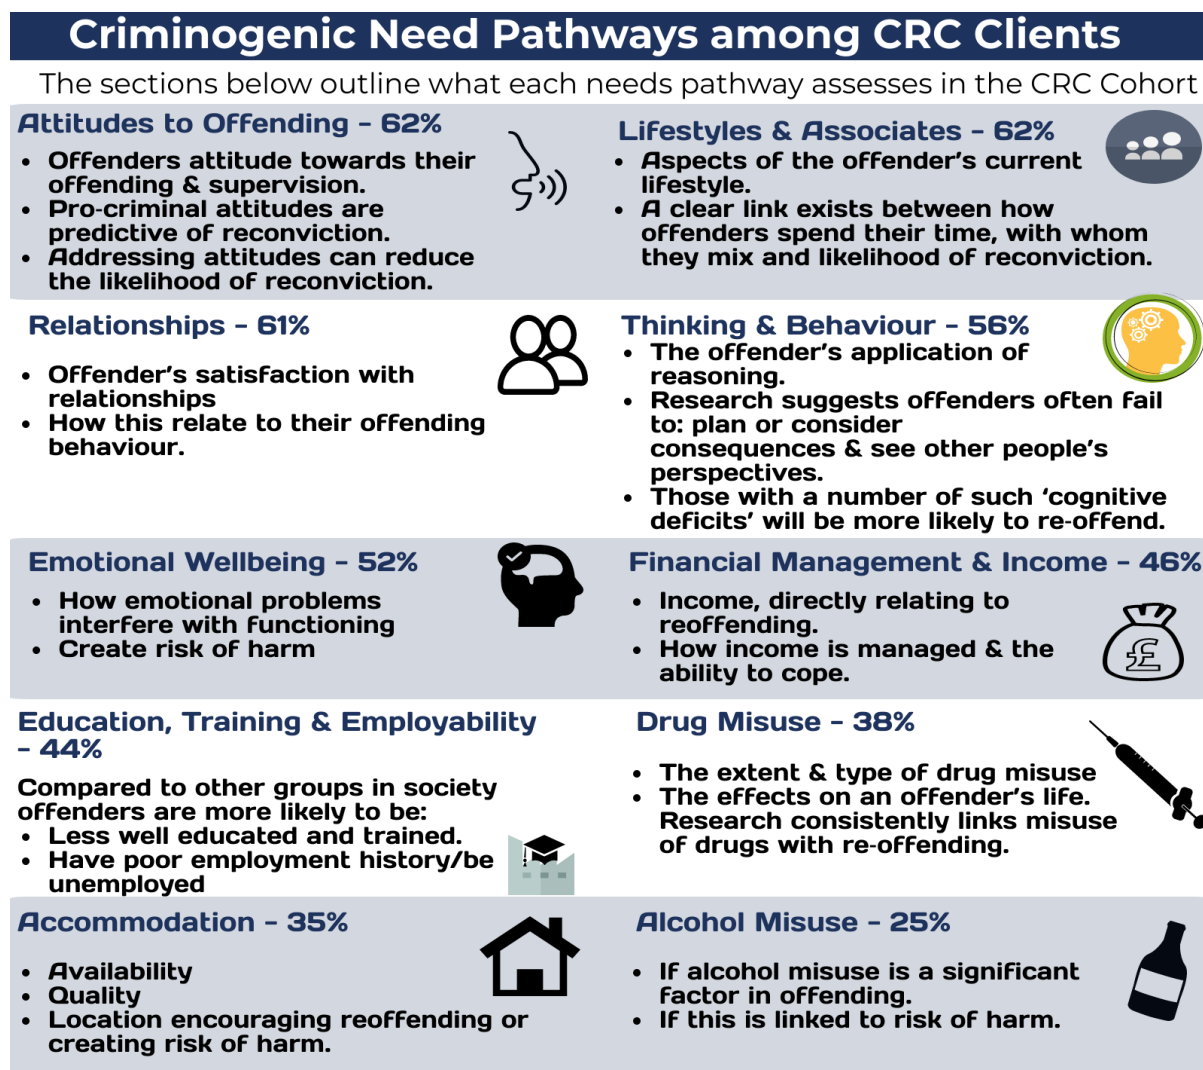 Criminogenic Need Pathways among CRC Clients
The sections below outline what each needs pathway assesses in the CRC Cohort
Attitudes to Offending - 62%
• Offenders attitude towards their
offending & supervision.
• Pro-criminal attitudes are
predictive of reconviction.
• Addressing attitudes can reduce
the likelihood of reconviction.
Lifestyles & Associates - 62%
• Aspects of the offender's current
lifestyle.
• A clear link exists between how
offenders spend their time, with whom
they mix and likelihood of reconviction.
Relationships - 61%
• Offender's satisfaction with
relationships
• How this relate to their offending
behaviour.
Thinking & Behaviour - 56%
• The offender's application of
reasoning.
• Research suggests offenders often fail
to: plan or consider
consequences & see other people's
perspectives.
• Those with a number of such 'cognitive
deficits' will be more likely to re-offend.
Emotional Wellbeing - 52%
• How emotional problems
interfere with functioning
• Create risk of harm
Financial Management & Income - 46%
• Income, directly relating to
reoffending.
• How income is managed & the
ability to cope.
£
Education, Training & Employability
- 44%
Compared to other groups in society
offenders are more likely to be:
• Less well educated and trained.
• Have poor employment history/be
unemployed
Drug Misuse - 38%
• The extent & type of drug misuse
• The effects on an offender's life.
Research consistently links misuse
of drugs with re-offending.
Accommodation - 35%
• Availability
• Quality
• Location encouraging reoffending or
creating risk of harm.
Alcohol Misuse - 25%
• If alcohol misuse is a significant
factor in offending.
• If this is linked to risk of harm.